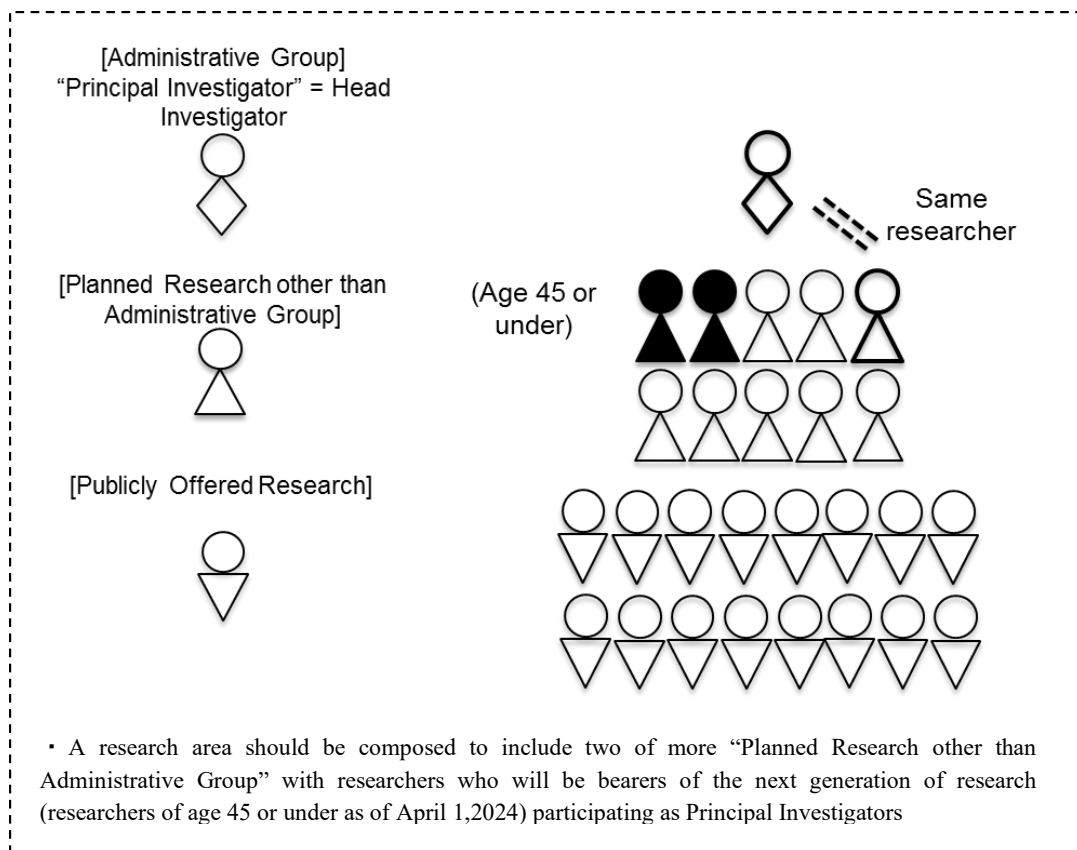 [Administrative Group]
“Principal Investigator” = Head
Investigator
Same
researcher
[Planned Research other than
Administrative Group]
(Age 45 or
under)
[Publicly Offered Research]
・A research area should be composed to include two of more “Planned Research other than
Administrative Group” with researchers who will be bearers of the next generation of research
(researchers of age 45 or under as of April 1,2024) participating as Principal Investigators